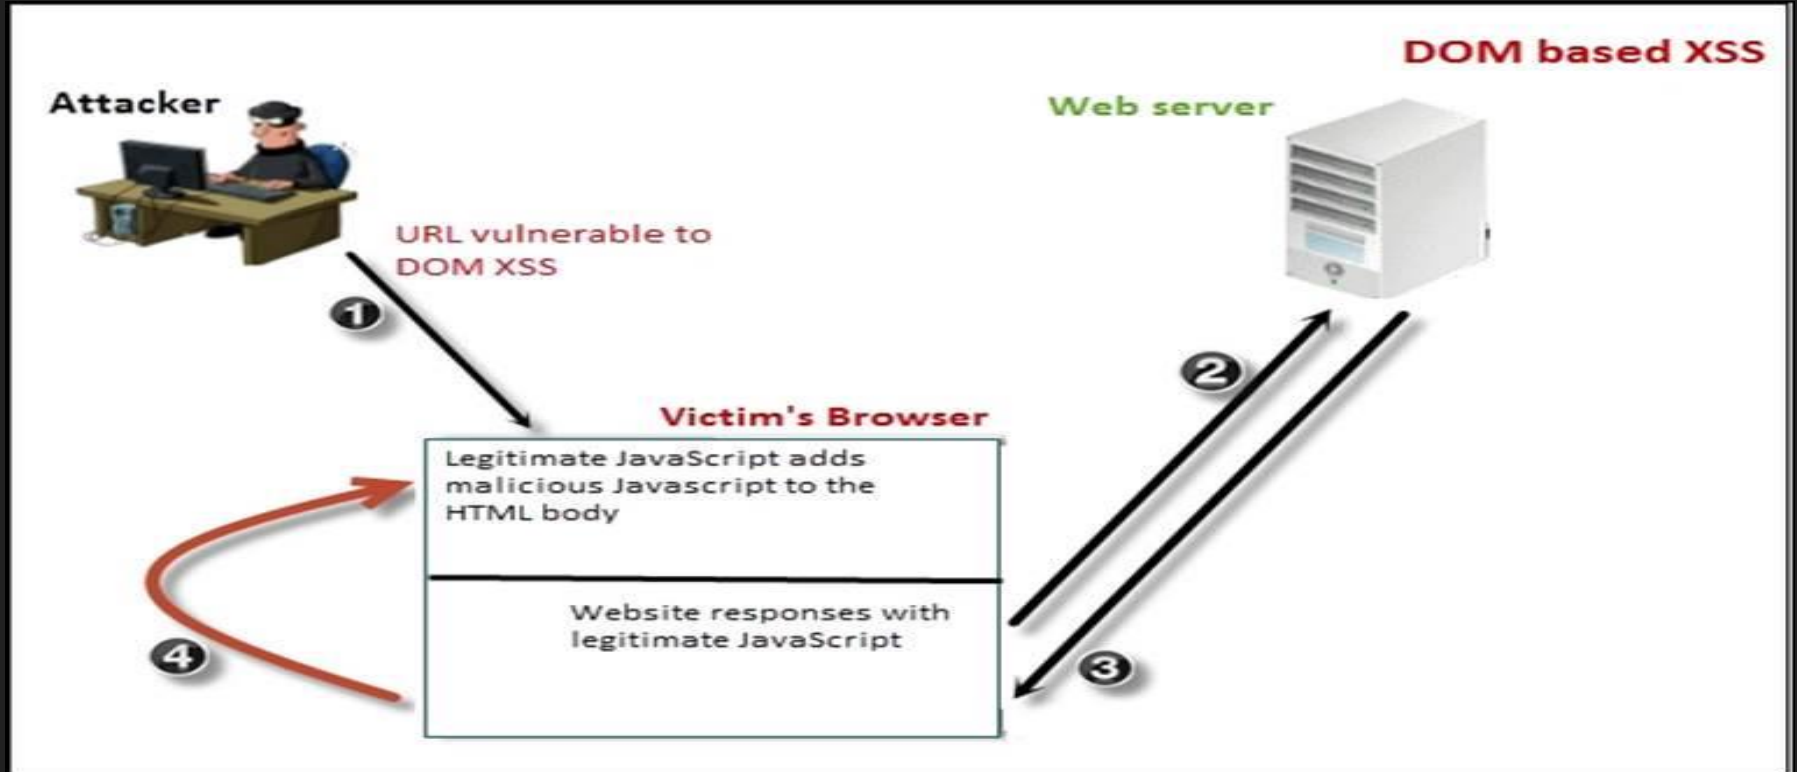 DOM based XSS
Attacker
Web server
URL vulnerable to
DOM XSS
1
2
Victim's Browser
Legitimate JavaScript adds
malicious Javascript to the
HTML body
Website responses with
legitimate JavaScript
4
3